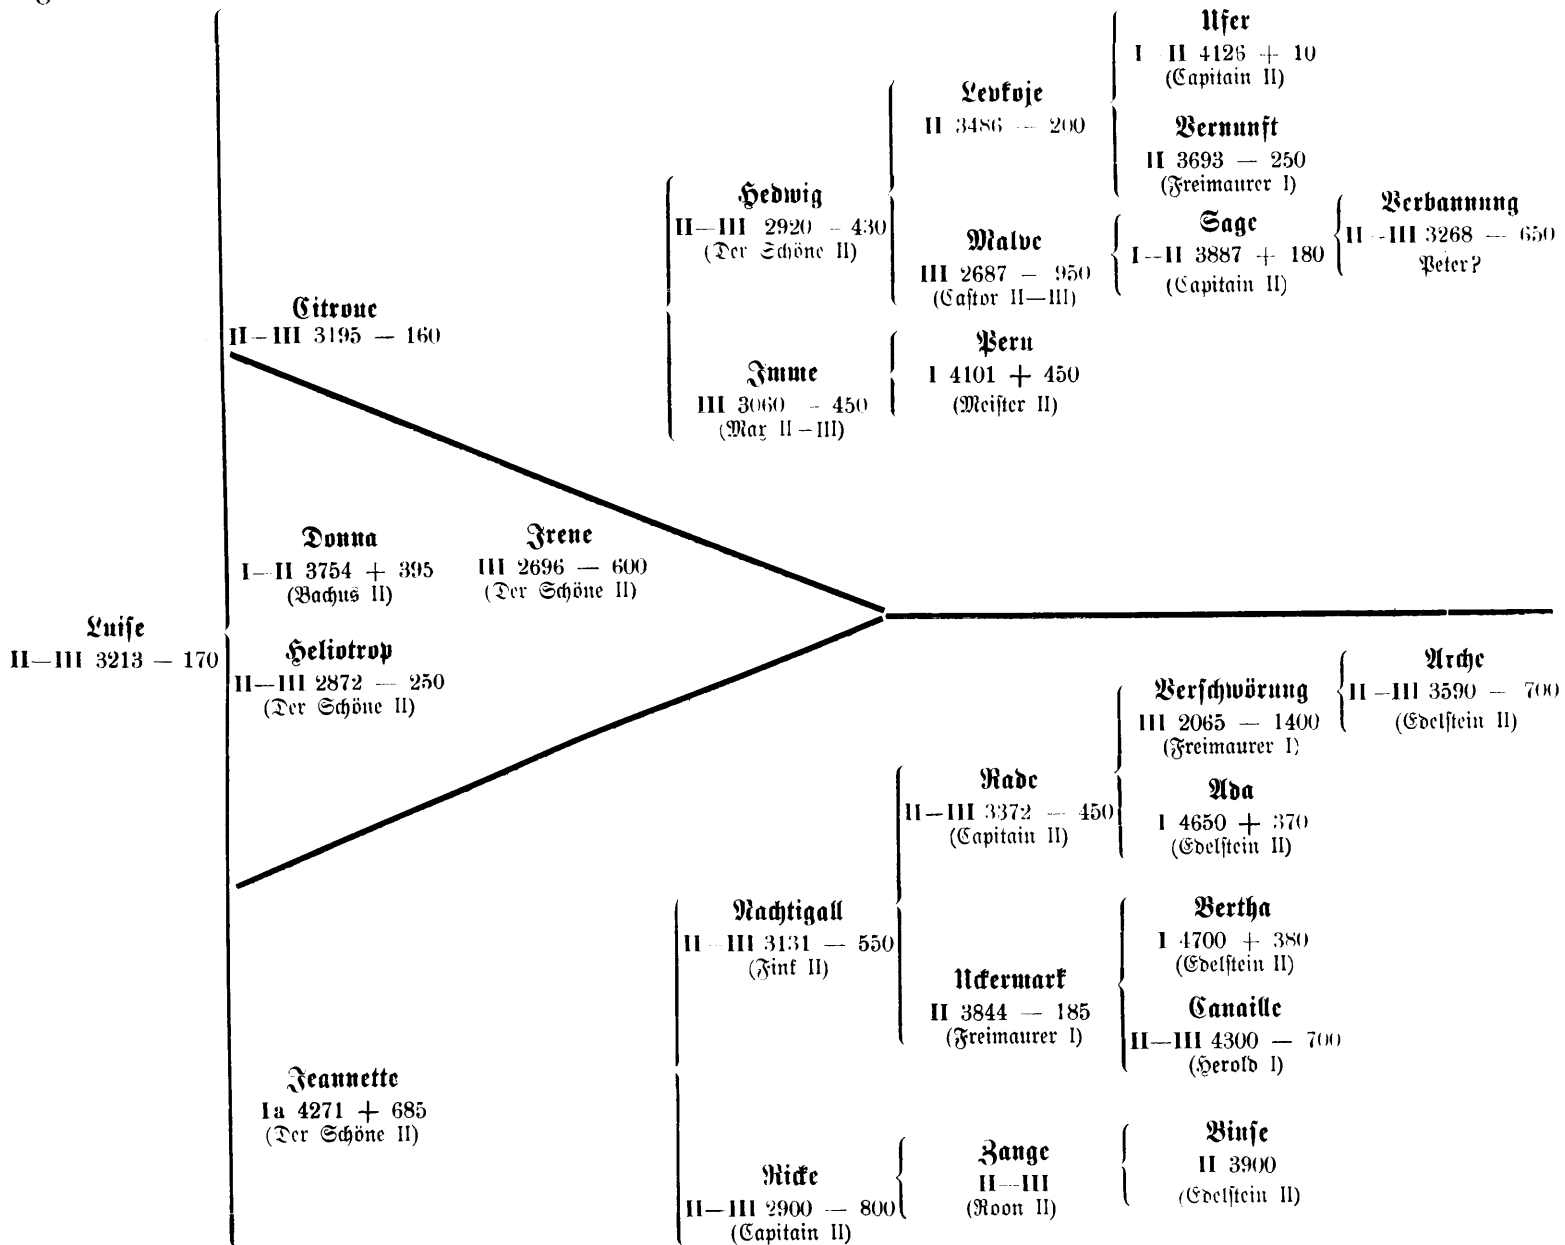 Luise
II—III 3213 — 170
Citrone
II—III 3195 — 160
Hedwig
II—III 2920 — 430
(Der Schöne II)
Levkoje
II 3486 — 200
Ufer
I—II 4126 + 10
(Capitain II)
Vernunft
II 3693 — 250
(Freimaurer I)
Malve
III 2687 — 950
(Castor II—III)
Sage
I—II 3887 + 180
(Capitain II)
Verbannung
II—III 3268 — 650
Peter?
Imme
III 3060 — 450
(Max II—III)
Peru
I 4101 + 450
(Meister II)
Donna
I—II 3754 + 395
(Bachus II)
Irene
III 2696 — 600
(Der Schöne II)
Heliotrop
II—III 2872 — 250
(Der Schöne II)
Jeannette
Ia 4271 + 685
(Der Schöne II)
Nachtigall
II—III 3131 — 550
(Fink II)
Rade
II—III 3372 — 450
(Capitain II)
Verschwörung
III 2065 — 1400
(Freimaurer I)
Arche
II—III 3590 — 700
(Edelstein II)
Ada
I 4650 + 370
(Edelstein II)
Uckermark
II 3844 — 185
(Freimaurer I)
Bertha
I 4700 + 380
(Edelstein II)
Canaille
II—III 4300 — 700
(Herold I)
Ricke
II—III 2900 — 800
(Capitain II)
Zange
II—III
(Roon II)
Binse
II 3900
(Edelstein II)